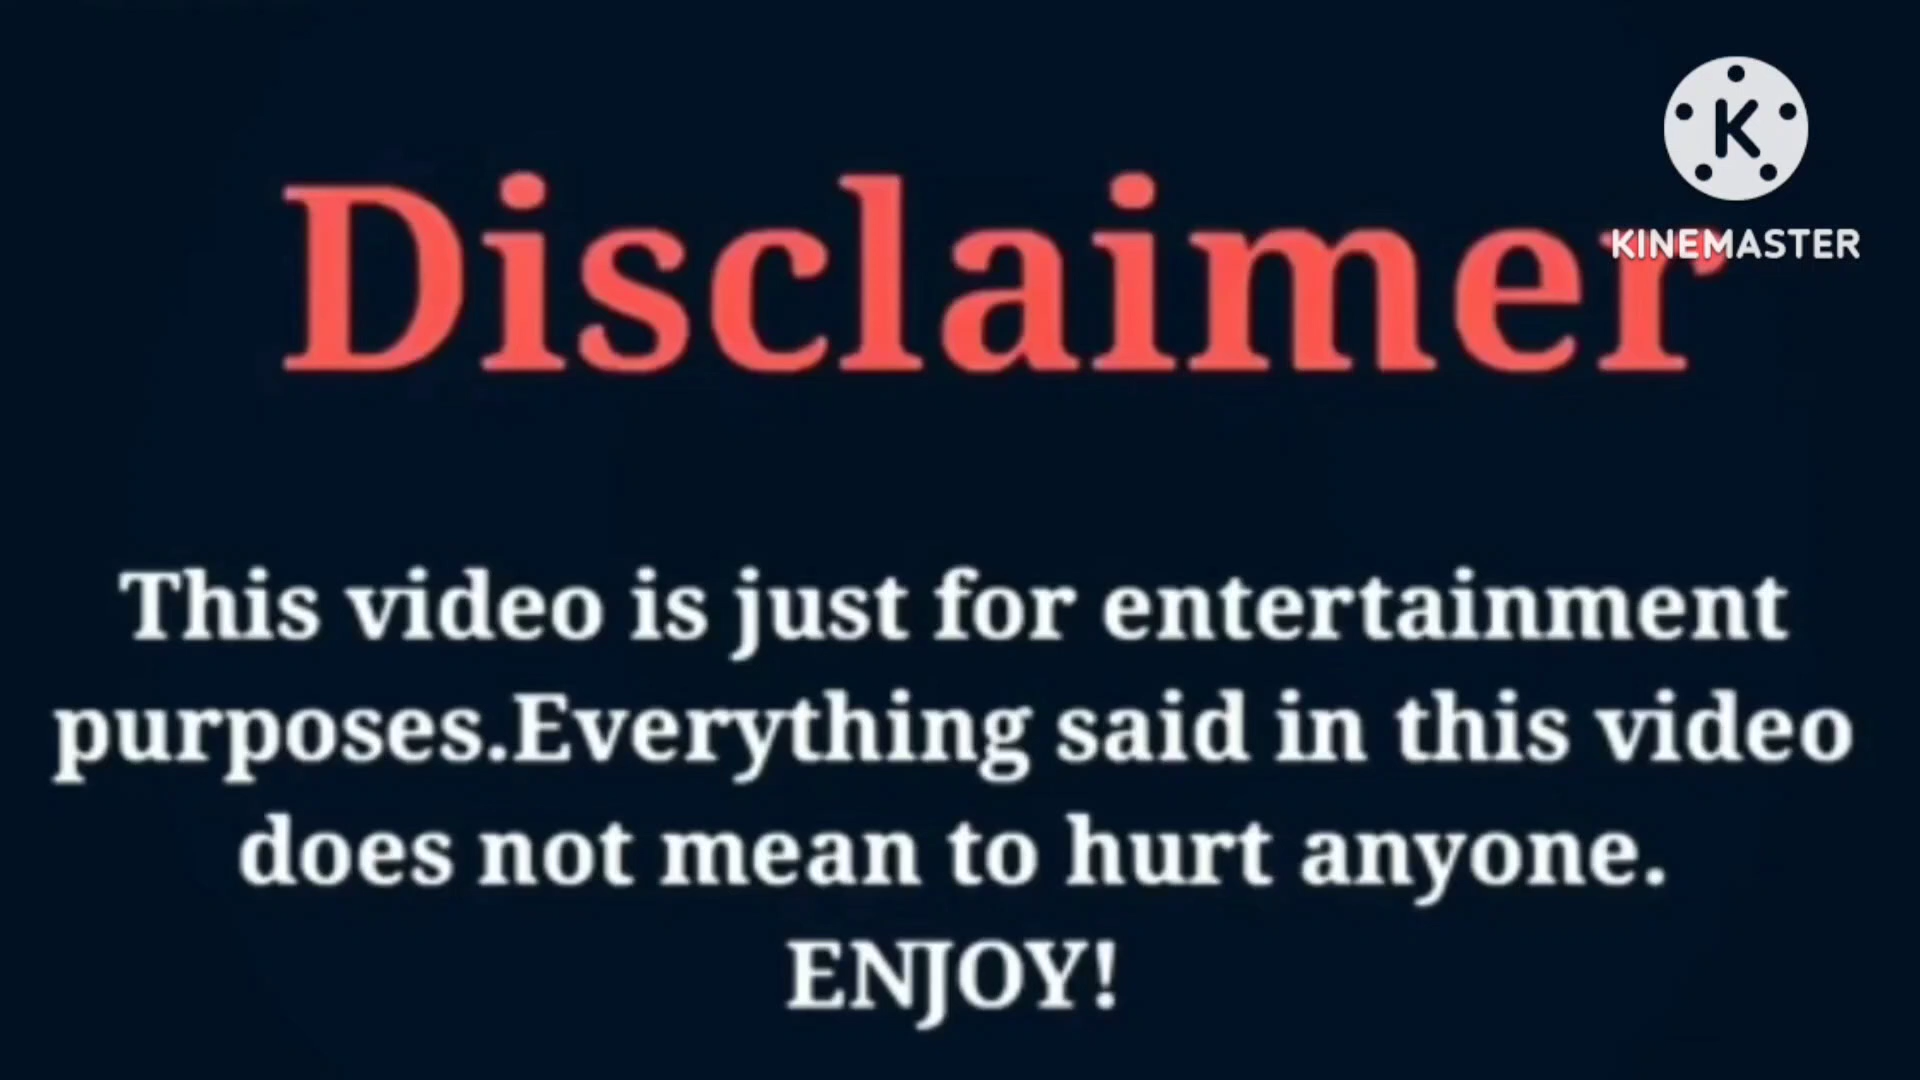 K
KINEMASTER
Disclaimer
This video is just for entertainment
purposes.Everything said in this video
does not mean to hurt anyone.
ENJOY!